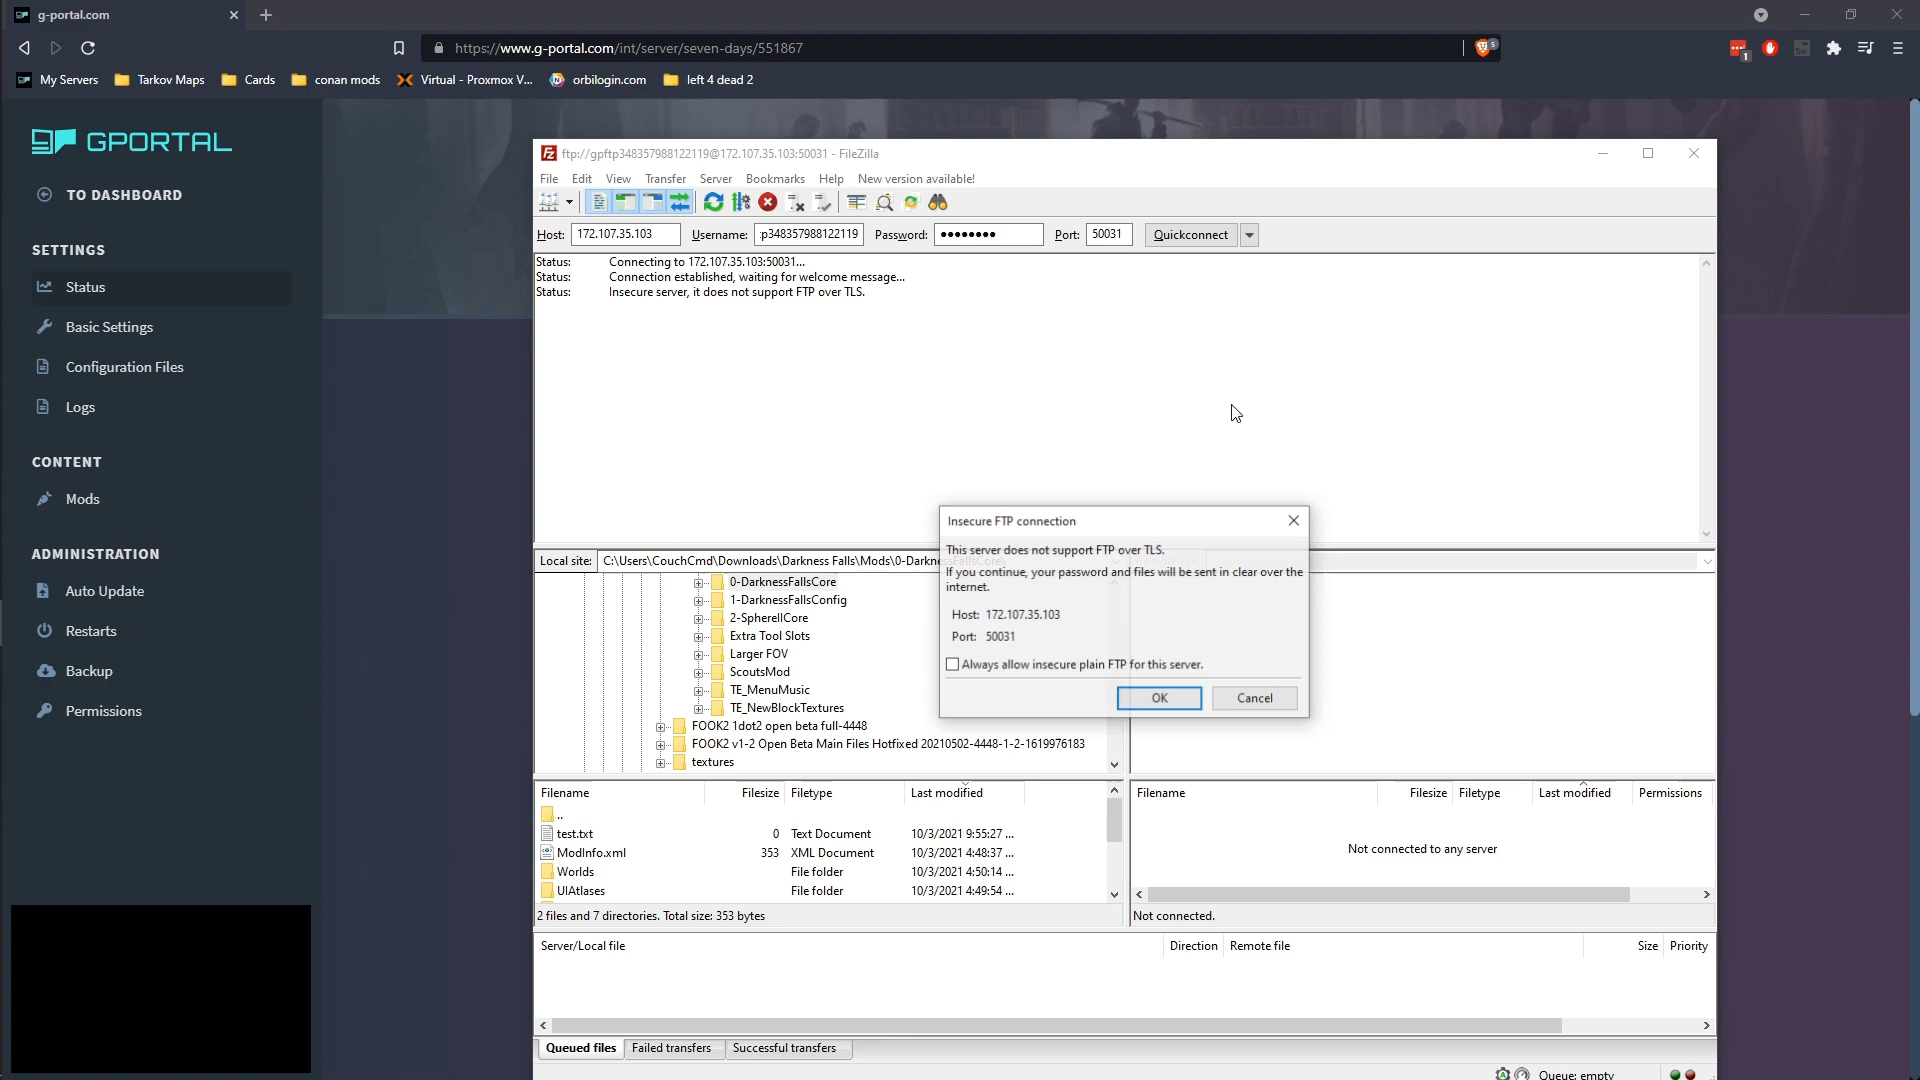 g-portal.com
https://www.g-portal.com/int/server/seven-days/551867
5
1
My Servers
Tarkov Maps
Cards
conan mods
Virtual - Proxmox V...
orbilogin.com
left 4 dead 2
GPORTAL
TO DASHBOARD
SETTINGS
Status
Basic Settings
Configuration Files
Logs
CONTENT
Mods
ADMINISTRATION
Auto Update
Restarts
Backup
Permissions
ftp://gpftp348357988122119@172.107.35.103:50031 - FileZilla
File Edit View Transfer Server Bookmarks Help New version available!
Host: 172.107.35.103 Username: p348357988122119 Password: ●●●●●●●● Port: 50031 Quickconnect
Status: Connecting to 172.107.35.103:50031...
Status: Connection established, waiting for welcome message...
Status: Insecure server, it does not support FTP over TLS.
Insecure FTP connection
This server does not support FTP over TLS.
If you continue, your password and files will be sent in clear over the
internet.
Host: 172.107.35.103
Port: 50031
Always allow insecure plain FTP for this server.
OK Cancel
Local site: C:\Users\CouchCmd\Downloads\Darkness Falls\Mods\0-Darkn
0-DarknessFallsCore
1-DarknessFallsConfig
2-SpherellCore
Extra Tool Slots
Larger FOV
ScoutsMod
TE_MenuMusic
TE_NewBlockTextures
FOOK2 1dot2 open beta full-4448
FOOK2 v1-2 Open Beta Main Files Hotfixed 20210502-4448-1-2-1619976183
textures
Filename Filesize Filetype Last modified
..
test.txt 0 Text Document 10/3/2021 9:55:27 ...
ModInfo.xml 353 XML Document 10/3/2021 4:48:37 ...
Worlds File folder 10/3/2021 4:50:14 ...
UIAtlases File folder 10/3/2021 4:49:54 ...
2 files and 7 directories. Total size: 353 bytes
Filename Filesize Filetype Last modified Permissions
Not connected to any server
Not connected.
Server/Local file Direction Remote file Size Priority
Queued files Failed transfers Successful transfers
Queue: empty